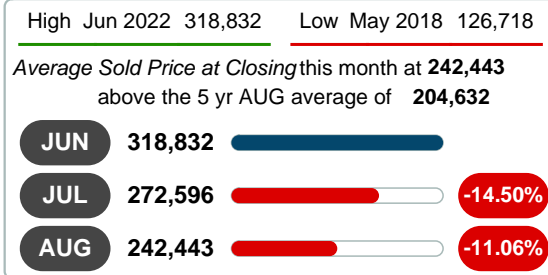 High Jun 2022 318,832 Low May 2018 126,718
Average Sold Price at Closing this month at 242,443
above the 5 yr AUG average of 204,632
JUN 318,832
JUL 272,596 -14.50%
AUG 242,443 -11.06%